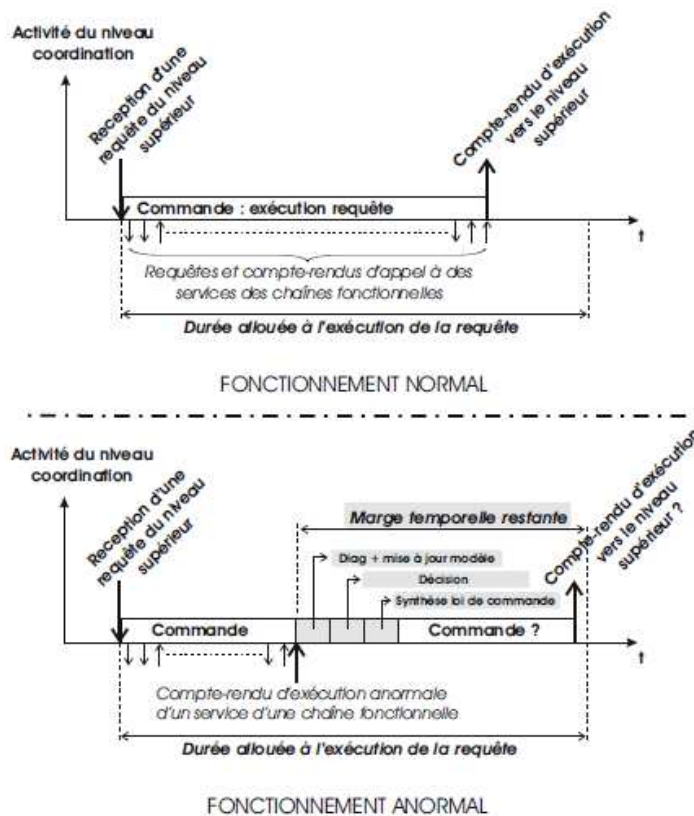 Activité du niveau
coordination
Reception d'une
requête du niveau
supérieur
Compte-rendu d'exécution
vers le niveau
supérieur
Commande : exécution requête
t
Requêtes et compte-rendus d'appel à des
services des chaînes fonctionnelles
Durée allouée à l'exécution de la requête
FONCTIONNEMENT NORMAL
Activité du niveau
coordination
Reception d'une
requête du niveau
supérieur
Compte-rendu d'exécution
vers le niveau
supérieur ?
Marge temporelle restante
Diag + mise à jour modèle
Décision
Synthèse loi de commande
Commande
Commande ?
t
Compte-rendu d'exécution anormale
d'un service d'une chaîne fonctionnelle
Durée allouée à l'exécution de la requête
FONCTIONNEMENT ANORMAL